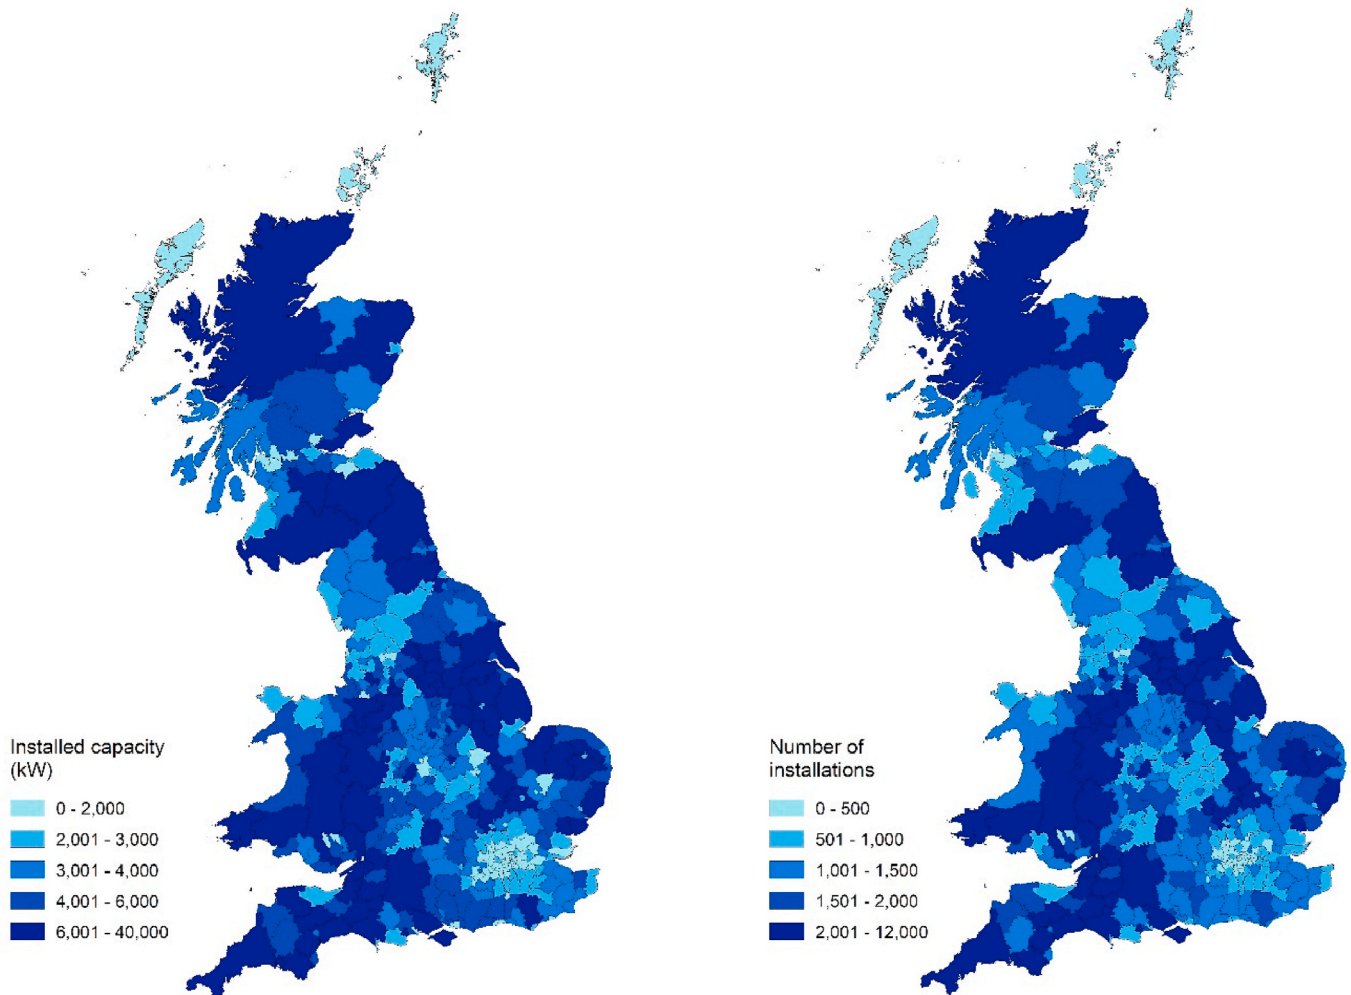 Installed capacity
(kW)
0 - 2,000
2,001 - 3,000
3,001 - 4,000
4,001 - 6,000
6,001 - 40,000
Number of
installations
0 - 500
501 - 1,000
1,001 - 1,500
1,501 - 2,000
2,001 - 12,000